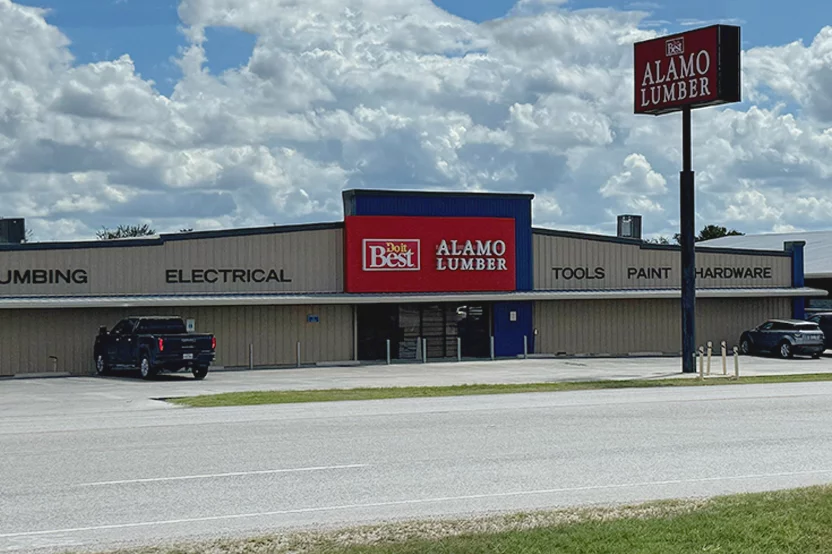 Best
ALAMO
LUMBER
Do it
Best
ALAMO
LUMBER
UMBING
ELECTRICAL
TOOLS PAINT HARDWARE